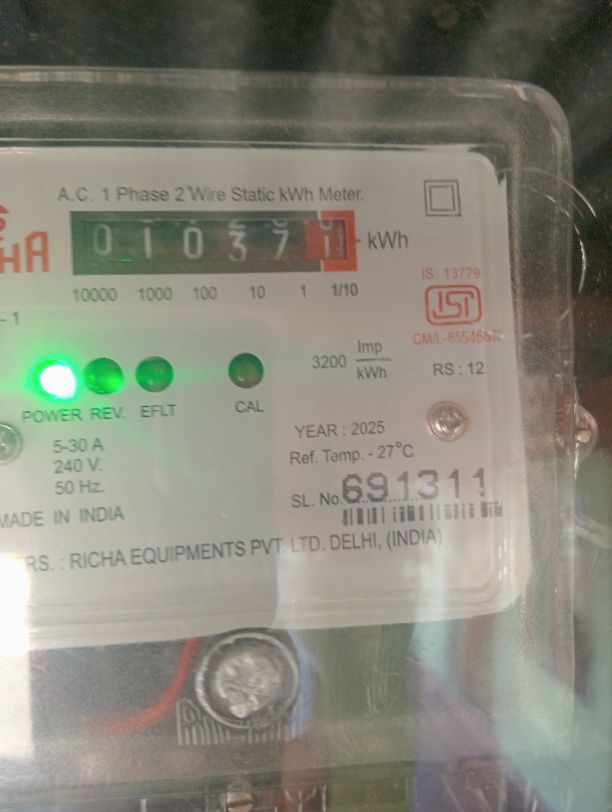 A.C. 1 Phase 2 Wire Static kWh Meter.
HA
0 1 0 3 7 1 kWh
10000 1000 100 10 1 1/10
IS: 13779
ISI
- 1
3200 Imp/kWh
RS : 12
POWER REV. EFLT CAL
5-30 A
240 V.
50 Hz.
YEAR : 2025
Ref. Temp. - 27°C
SL. No. 691311
MADE IN INDIA
RS. : RICHA EQUIPMENTS PVT. LTD. DELHI, (INDIA)